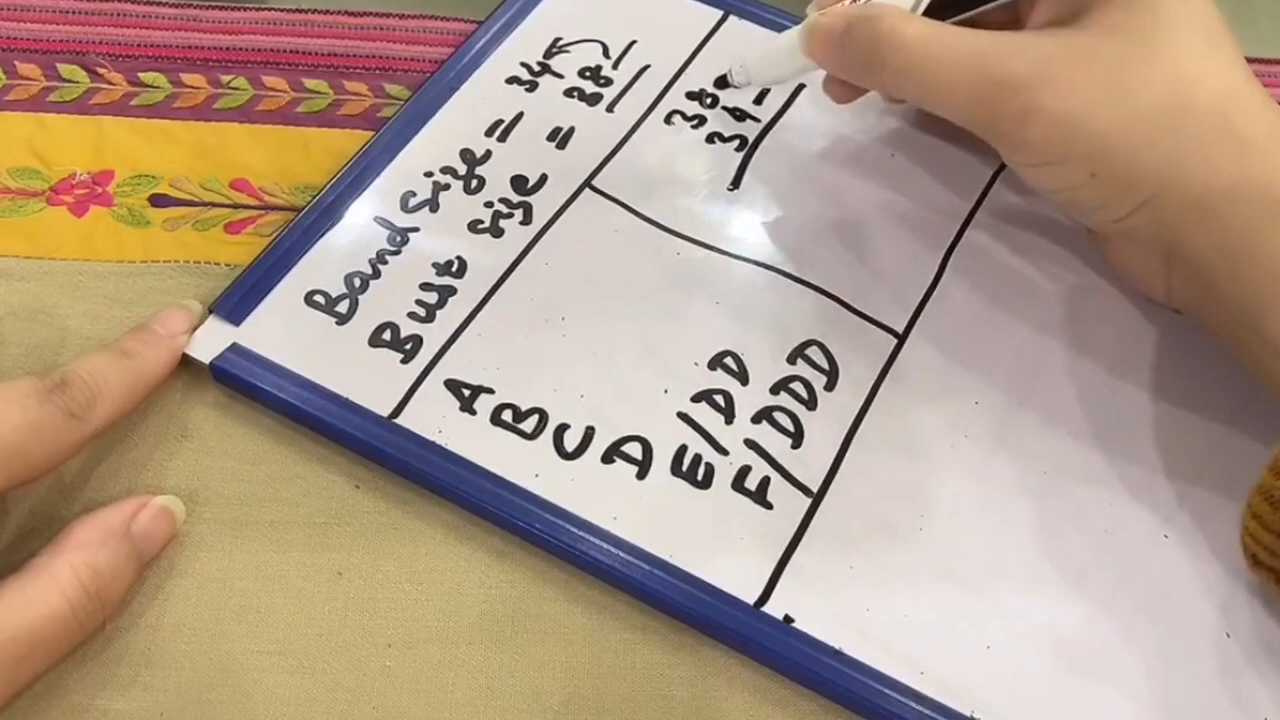 Band Size = 34
Bust size = 38
38
34 -
A
B
C
D
E/DD
F/DDD